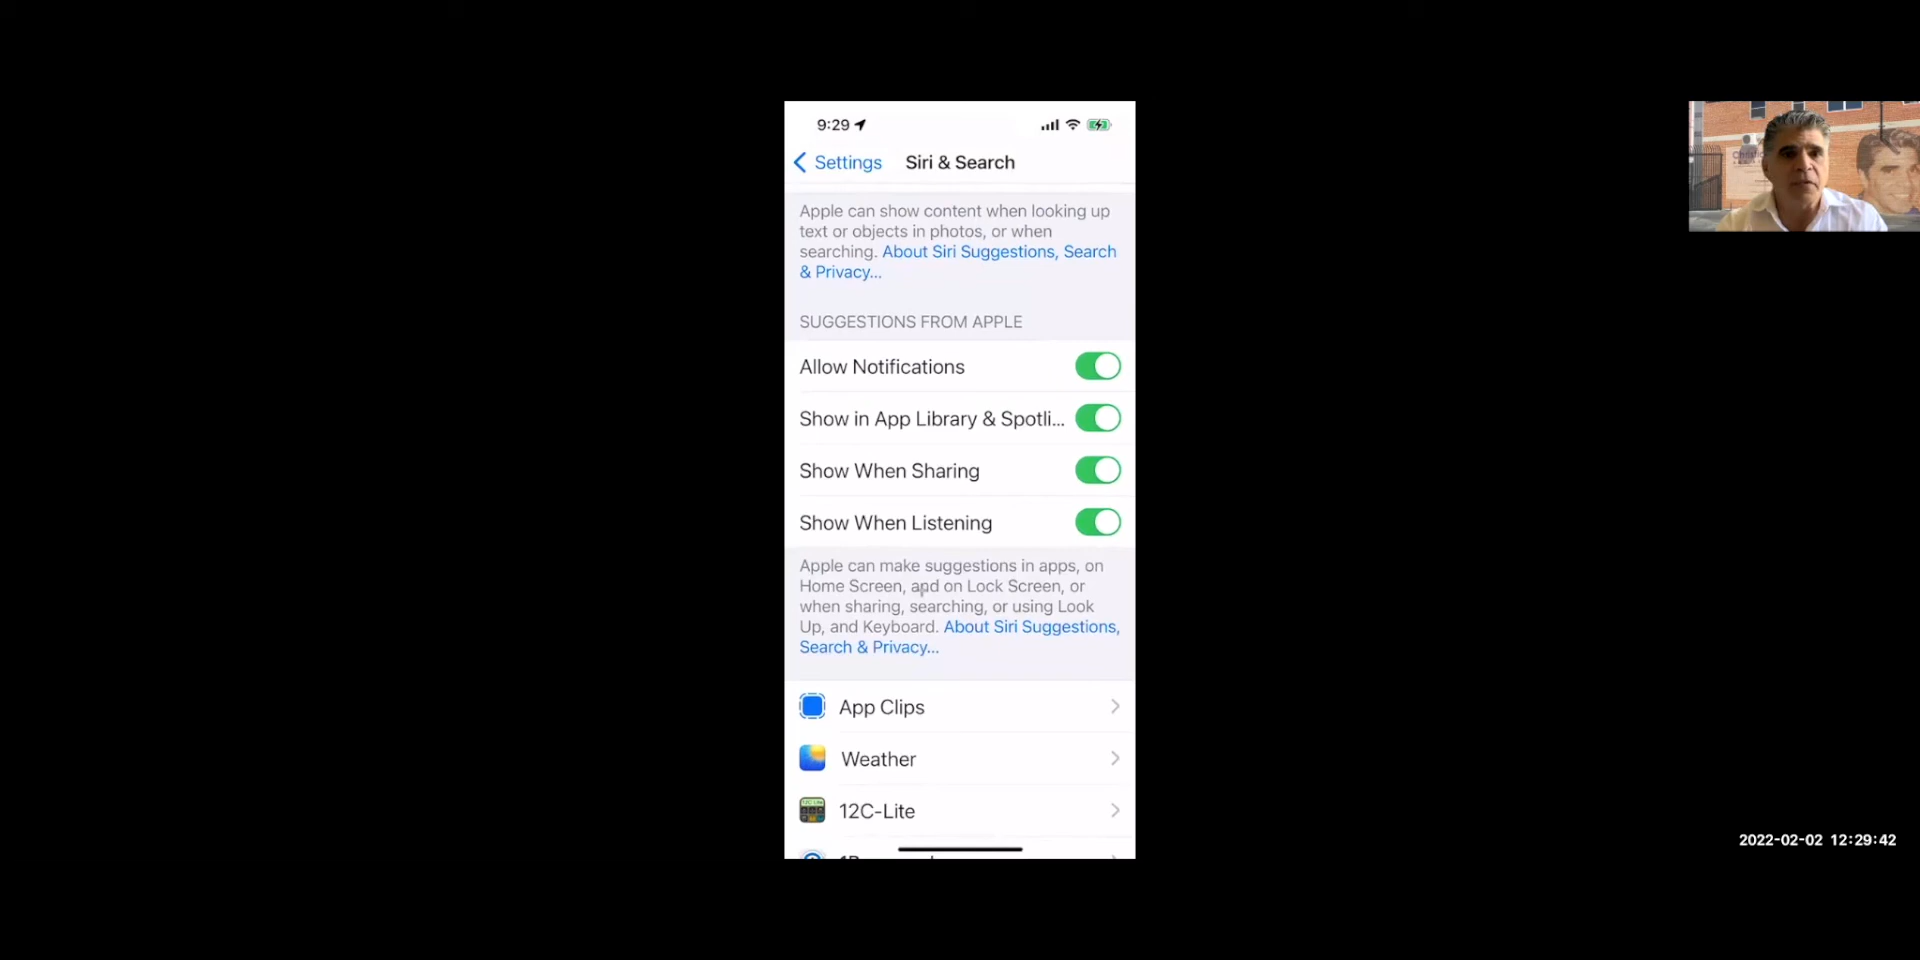 9:29
Settings
Siri & Search
Apple can show content when looking up
text or objects in photos, or when
searching. About Siri Suggestions, Search
& Privacy...
SUGGESTIONS FROM APPLE
Allow Notifications
Show in App Library & Spotli...
Show When Sharing
Show When Listening
Apple can make suggestions in apps, on
Home Screen, and on Lock Screen, or
when sharing, searching, or using Look
Up, and Keyboard. About Siri Suggestions,
Search & Privacy...
App Clips
Weather
12C-Lite
2022-02-02 12:29:42